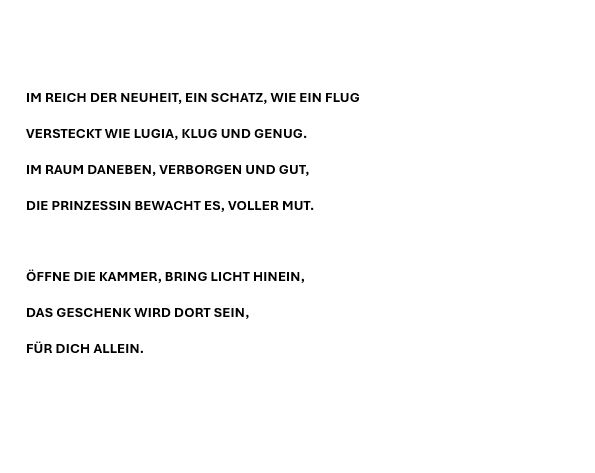 IM REICH DER NEUHEIT, EIN SCHATZ, WIE EIN FLUG
VERSTECKT WIE LUGIA, KLUG UND GENUG.
IM RAUM DANEBEN, VERBORGEN UND GUT,
DIE PRINZESSIN BEWACHT ES, VOLLER MUT.
ÖFFNE DIE KAMMER, BRING LICHT HINEIN,
DAS GESCHENK WIRD DORT SEIN,
FÜR DICH ALLEIN.